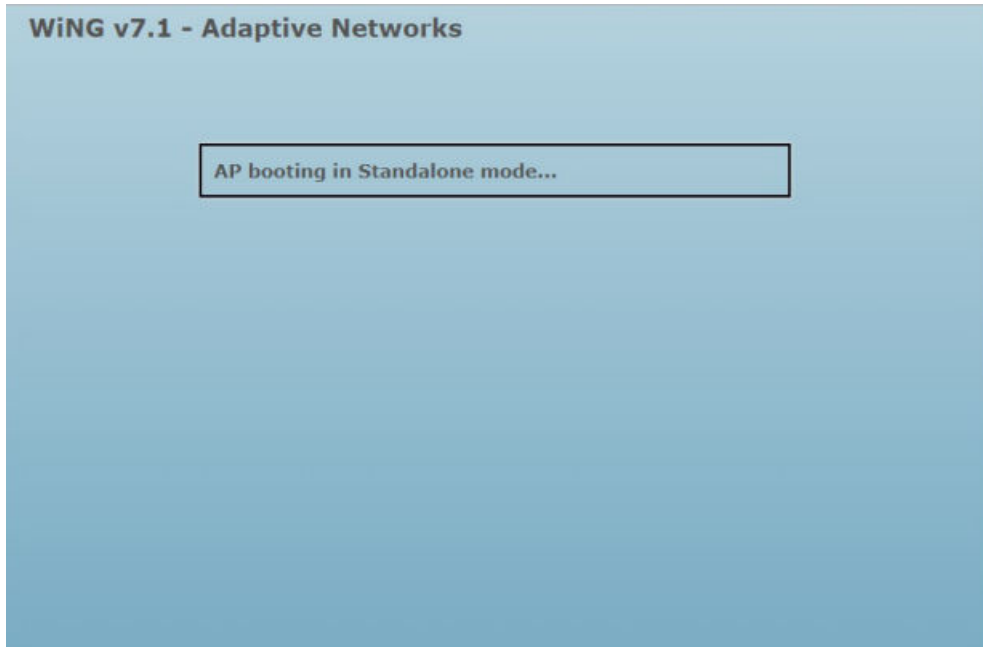 WiNG v7.1 - Adaptive Networks
AP booting in Standalone mode...